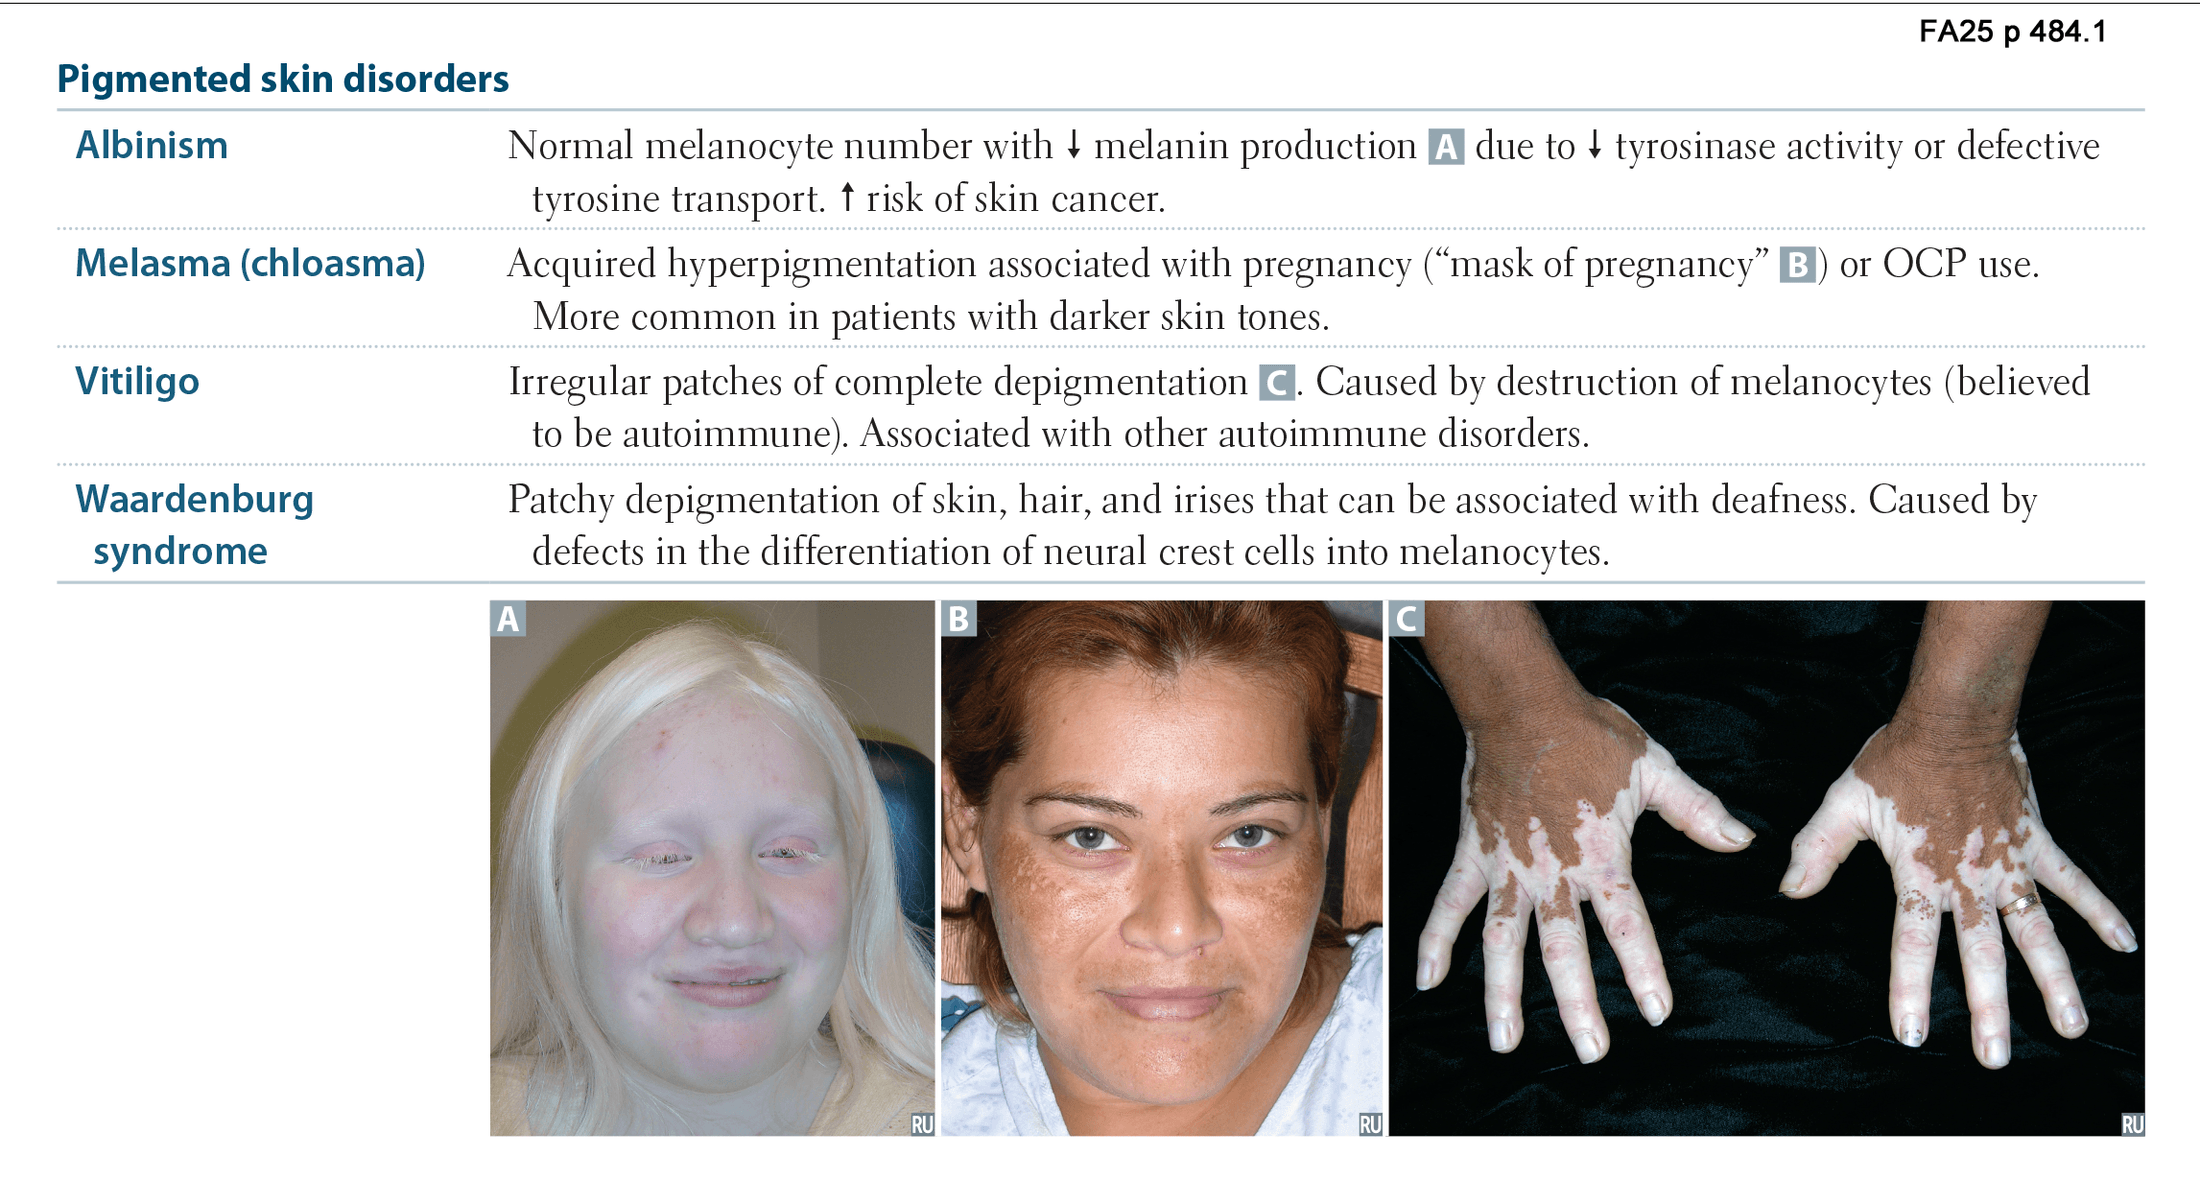 FA25 p 484.1
Pigmented skin disorders
Albinism
Normal melanocyte number with ↓ melanin production A due to ↓ tyrosinase activity or defective
tyrosine transport. ↑ risk of skin cancer.
Melasma (chloasma)
Acquired hyperpigmentation associated with pregnancy (“mask of pregnancy” B) or OCP use.
More common in patients with darker skin tones.
Vitiligo
Irregular patches of complete depigmentation C. Caused by destruction of melanocytes (believed
to be autoimmune). Associated with other autoimmune disorders.
Waardenburg
syndrome
Patchy depigmentation of skin, hair, and irises that can be associated with deafness. Caused by
defects in the differentiation of neural crest cells into melanocytes.
A
B
C
RU
RU
RU